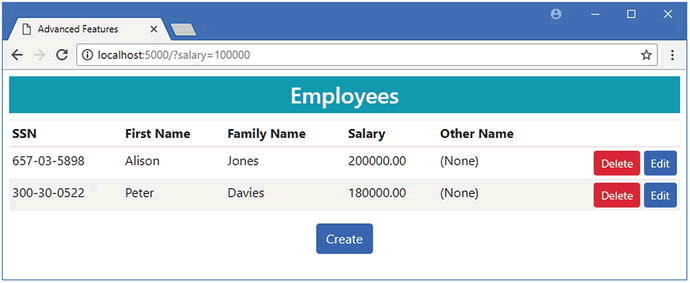 Advanced Features
localhost:5000/?salary=100000
Employees
SSN First Name Family Name Salary Other Name
657-03-5898 Alison Jones 200000.00 (None) Delete Edit
300-30-0522 Peter Davies 180000.00 (None) Delete Edit
Create